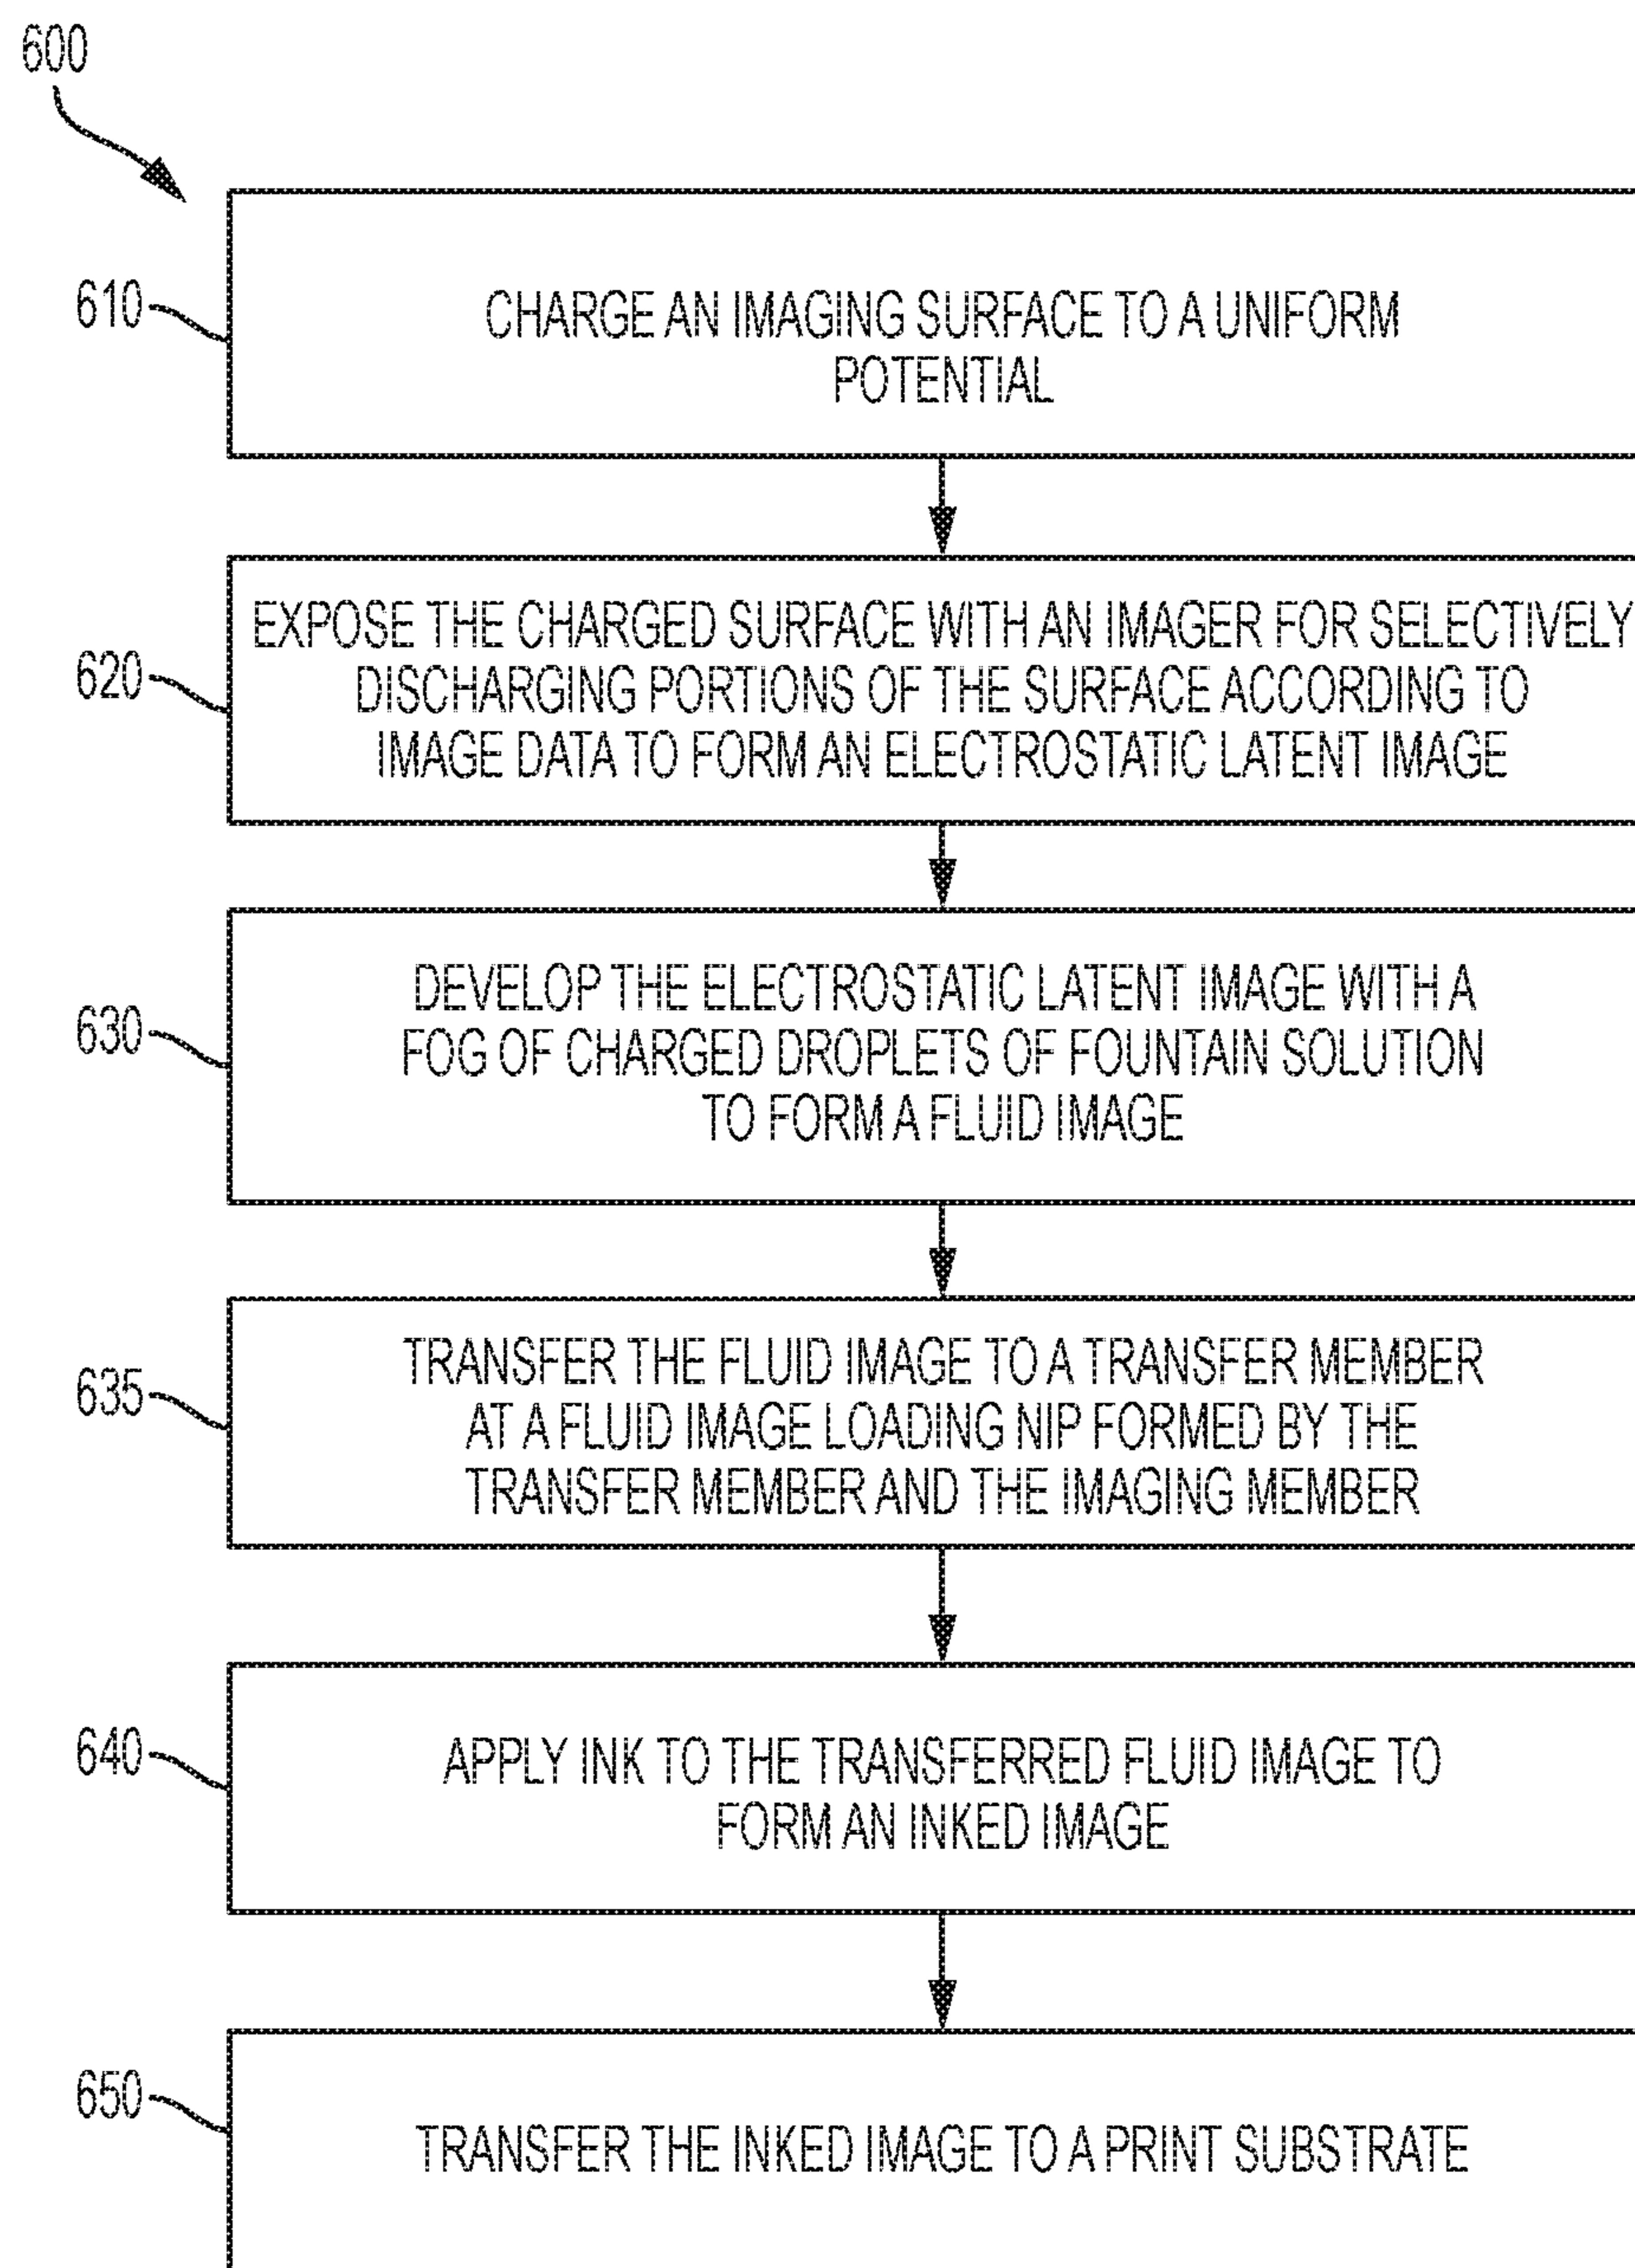 600
610
CHARGE AN IMAGING SURFACE TO A UNIFORM
POTENTIAL
620
EXPOSE THE CHARGED SURFACE WITH AN IMAGER FOR SELECTIVELY
DISCHARGING PORTIONS OF THE SURFACE ACCORDING TO
IMAGE DATA TO FORM AN ELECTROSTATIC LATENT IMAGE
630
DEVELOP THE ELECTROSTATIC LATENT IMAGE WITH A
FOG OF CHARGED DROPLETS OF FOUNTAIN SOLUTION
TO FORM A FLUID IMAGE
635
TRANSFER THE FLUID IMAGE TO A TRANSFER MEMBER
AT A FLUID IMAGE LOADING NIP FORMED BY THE
TRANSFER MEMBER AND THE IMAGING MEMBER
640
APPLY INK TO THE TRANSFERRED FLUID IMAGE TO
FORM AN INKED IMAGE
650
TRANSFER THE INKED IMAGE TO A PRINT SUBSTRATE